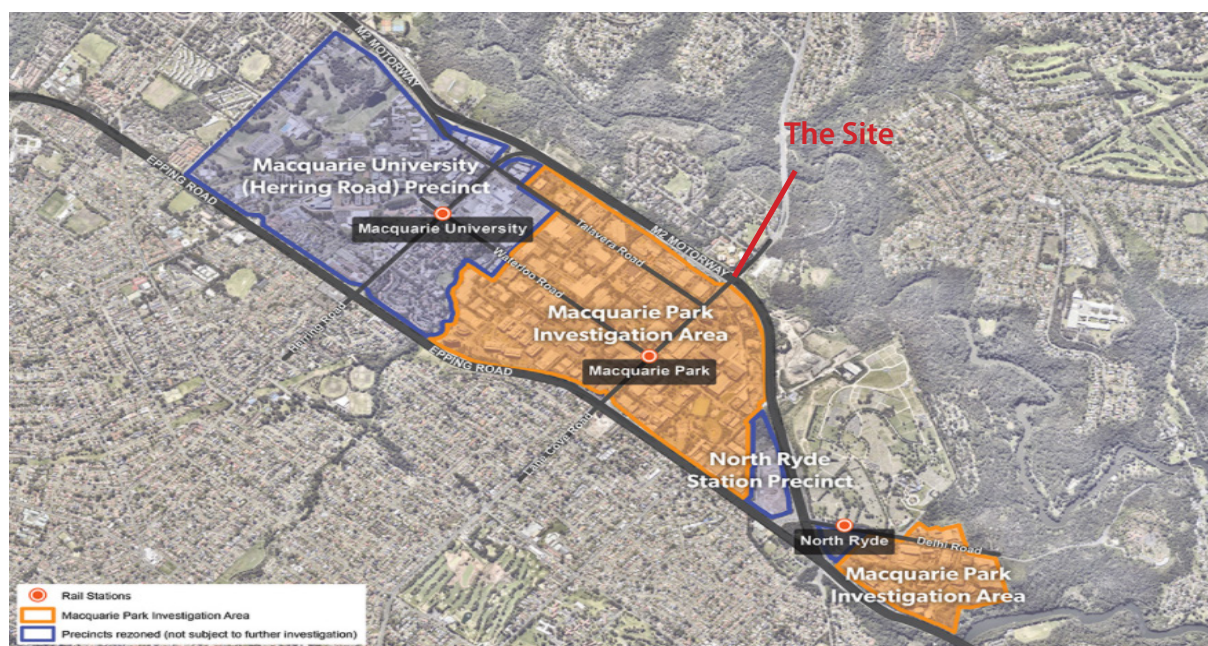 M2 MOTORWAY
The Site
EPPING ROAD
Macquarie University
(Herring Road) Precinct
Macquarie University
Talavera Road
M2 MOTORWAY
Waterloo Road
Herring Road
Macquarie Park
Investigation Area
Macquarie Park
EPPING ROAD
Lane Cove Road
North Ryde
Station Precinct
North Ryde
Delhi Road
Macquarie Park
Investigation Area
Rail Stations
Macquarie Park Investigation Area
Precincts rezoned (not subject to further investigation)